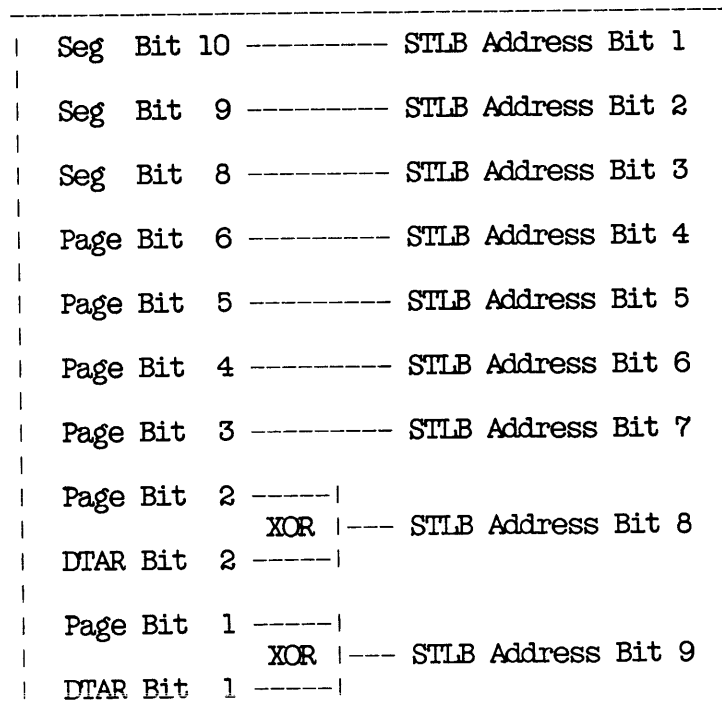 Seg Bit 10 --------- STLB Address Bit 1
Seg Bit 9 --------- STLB Address Bit 2
Seg Bit 8 --------- STLB Address Bit 3
Page Bit 6 --------- STLB Address Bit 4
Page Bit 5 --------- STLB Address Bit 5
Page Bit 4 --------- STLB Address Bit 6
Page Bit 3 --------- STLB Address Bit 7
Page Bit 2 -----|
XOR |--- STLB Address Bit 8
DTAR Bit 2 -----|
Page Bit 1 -----|
XOR |--- STLB Address Bit 9
DTAR Bit 1 -----|